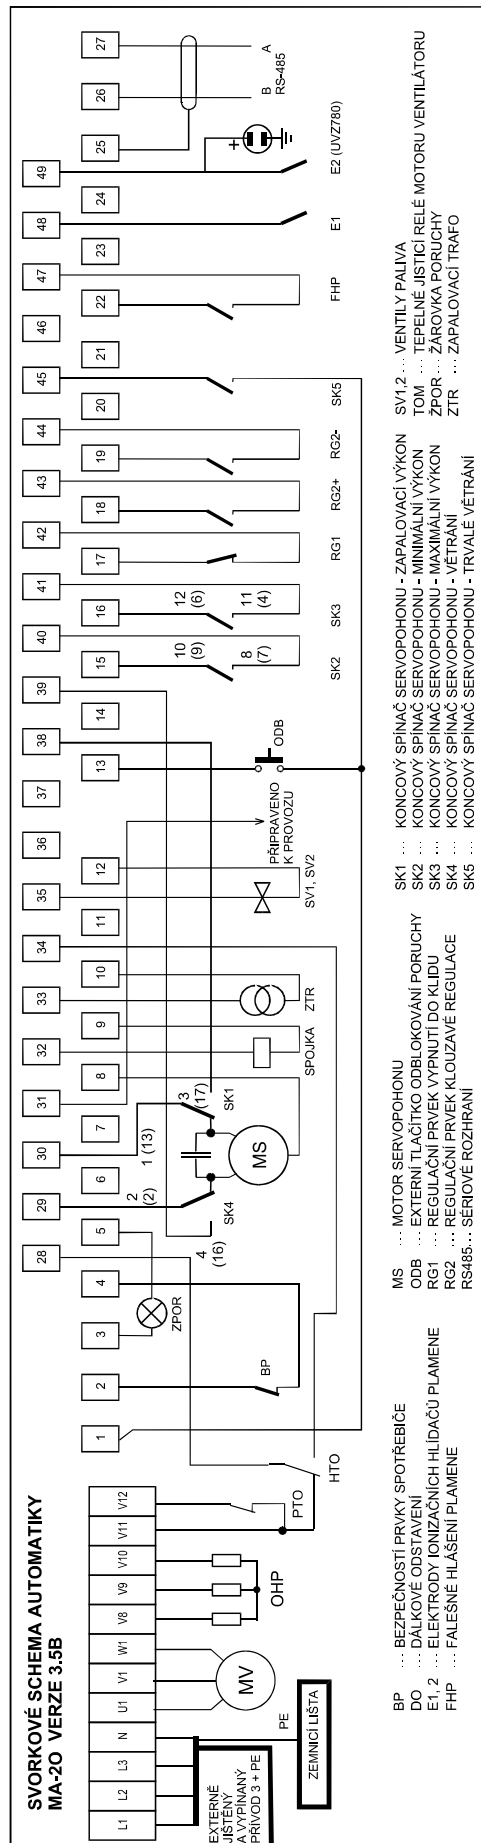 SVORKOVÉ SCHEMA AUTOMATIKY
MA-2O VERZE 3.5B
L1 L2 L3 N U1 V1 W1 V8 V9 V10 V11 V12
1 2 3 4 5 6 7 8 9 10 11 12 13 14 15 16 17 18 19 20 21 22 23 24 25 26 27
28 29 30 31 32 33 34 35 36 37 38 39 40 41 42 43 44 45 46 47 48 49
EXTERNĚ
JIŠTĚNÝ
A VYPÍNANÝ
PŘÍVOD 3 + PE
PE
ZEMNICÍ LIŠTA
MV
OHP
PTO
HTO
BP
ZPOR
4
(16)
SK4
2
(2)
1 (13)
MS
3
(17)
SK1
SPOJKA
ZTR
SV1, SV2
PŘIPRAVENO
K PROVOZU
ODB
10
(9)
8
(7)
SK2
12
(6)
11
(4)
SK3
RG1
RG2+
RG2-
SK5
FHP
E1
+
E2 (UVZ780)
B
A
RS-485
BP ... BEZPEČNOSTÍ PRVKY SPOTŘEBIČE
DO ... DÁLKOVÉ ODSTAVENÍ
E1, 2 ... ELEKTRODY IONIZAČNÍCH HLÍDAČŮ PLAMENE
FHP ... FALEŠNÉ HLÁŠENÍ PLAMENE
MS ... MOTOR SERVOPOHONU
ODB ... EXTERNÍ TLAČÍTKO ODBLOKOVÁNÍ PORUCHY
RG1 ... REGULAČNÍ PRVEK VYPNUTÍ DO KLIDU
RG2 ... REGULAČNÍ PRVEK KLOUZAVÉ REGULACE
RS485... SÉRIOVÉ ROZHRANÍ
SK1 ... KONCOVÝ SPÍNAČ SERVOPOHONU - ZAPALOVACÍ VÝKON
SK2 ... KONCOVÝ SPÍNAČ SERVOPOHONU - MINIMÁLNÍ VÝKON
SK3 ... KONCOVÝ SPÍNAČ SERVOPOHONU - MAXIMÁLNÍ VÝKON
SK4 ... KONCOVÝ SPÍNAČ SERVOPOHONU - VĚTRÁNÍ
SK5 ... KONCOVÝ SPÍNAČ SERVOPOHONU - TRVALÉ VĚTRÁNÍ
SV1,2 ... VENTILY PALIVA
TOM ... TEPELNÉ JISTICÍ RELÉ MOTORU VENTILÁTORU
ŽPOR ... ŽÁROVKA PORUCHY
ZTR ... ZAPALOVACÍ TRAFO